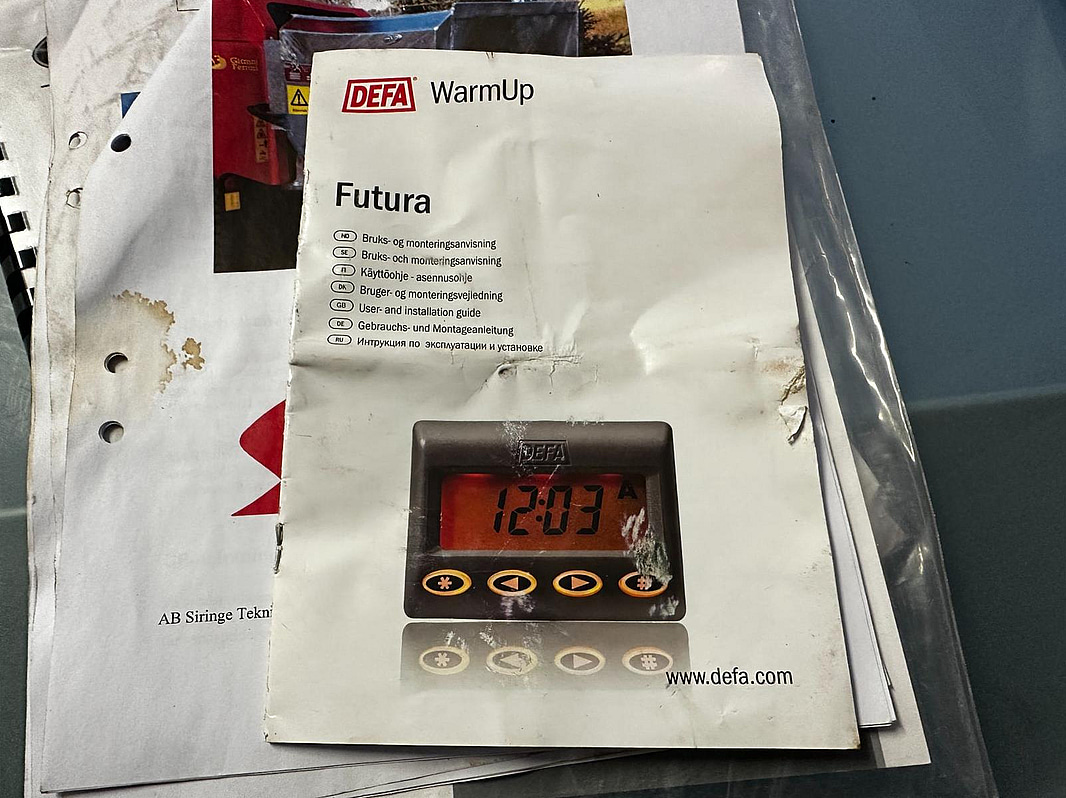 DEFA WarmUp
Futura
NO Bruks- og monteringsanvisning
SE Bruks- och monteringsanvisning
FI Käyttöohje - asennusohje
DK Bruger- og monteringsvejledning
GB User- and installation guide
DE Gebrauchs- und Montageanleitung
RU Интрукция по эксплуатации и установке
DEFA
12:03 A
www.defa.com
AB Siringe Tekni